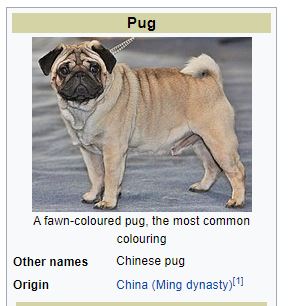 Pug
A fawn-coloured pug, the most common
colouring
Other names Chinese pug
Origin China (Ming dynasty)[1]